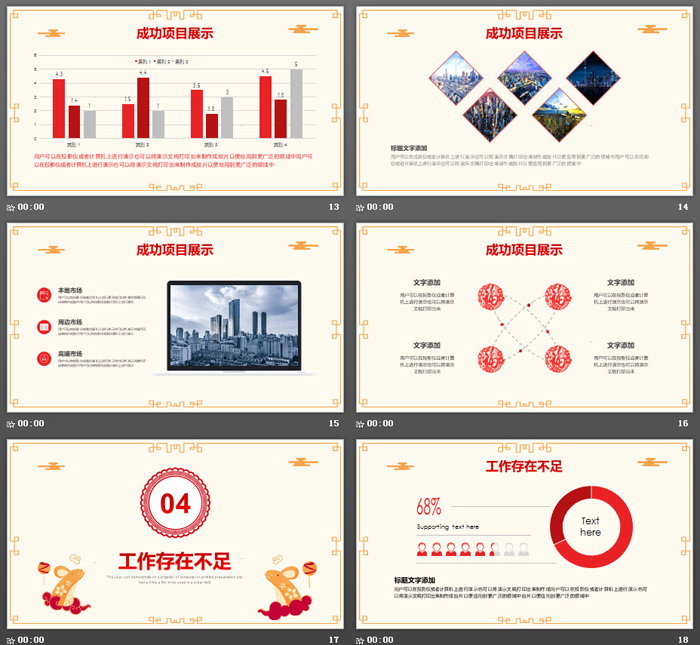 成功项目展示
系列 1 系列 2 系列 3
6
5
4
3
2
1
0
4.3 2.4 2 2.5 4.4 2 3.5 1.8 3 4.5 2.8 5
类别 1 类别 2 类别 3 类别 4
用户可以在投影仪或者计算机上进行演示也可以将演示文稿打印出来制作成胶片以便应用到更广泛的领域中用户可
以在投影仪或者计算机上进行演示也可以将演示文稿打印出来制作成胶片以便应用到更广泛的领域中
00:00 13
成功项目展示
标题文字添加
用户可以在投影仪或者计算机上进行演示也可以将演示文稿打印出来制作成胶片以便应用到更广泛的领域中用户可以在投影
仪或者计算机上进行演示也可以将演示文稿打印出来制作成胶片以便应用到更广泛的领域中
00:00 14
成功项目展示
本地市场
周边市场
高端市场
00:00 15
成功项目展示
文字添加
用户可以在投影仪或者计算
机上进行演示也可以将演示
文稿打印出来
文字添加
用户可以在投影仪或者计算
机上进行演示也可以将演示
文稿打印出来
文字添加
用户可以在投影仪或者计算
机上进行演示也可以将演示
文稿打印出来
文字添加
用户可以在投影仪或者计算
机上进行演示也可以将演示
文稿打印出来
00:00 16
04
工作存在不足
The user can demonstrate on a projector or computer, or print the presentation and
make it into a film to be used in a wider field
00:00 17
工作存在不足
68%
Supporting text here
Text
here
标题文字添加
用户可以在投影仪或者计算机上进行演示也可以将演示文稿打印出来制作成胶片以便应用到更广泛的领域中用户可以在投影仪或者计算机上进行演示也可
以将演示文稿打印出来制作成胶片以便应用到更广泛的领域中
00:00 18